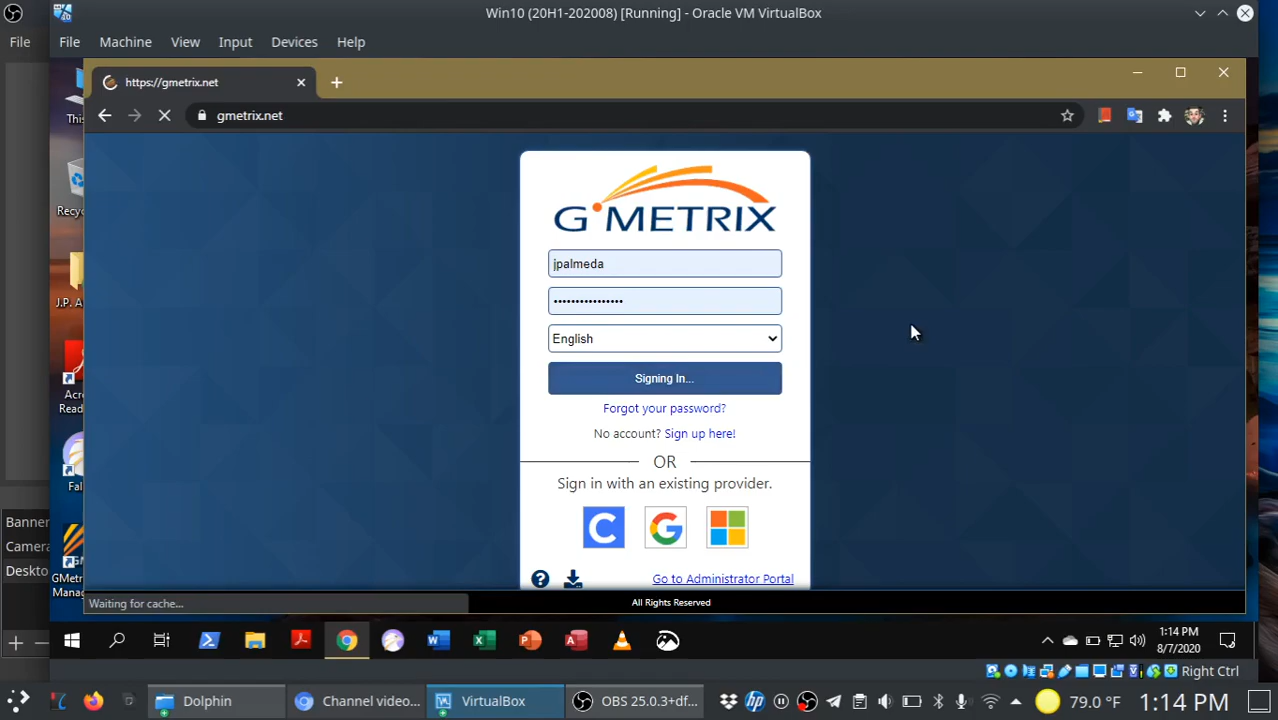 Win10 (20H1-202008) [Running] - Oracle VM VirtualBox
File
File Machine View Input Devices Help
https://gmetrix.net
gmetrix.net
This
Recyc
J.P. A
Acro
Read
Fal
GMetr
Mana
G METRIX
jpalmeda
••••••••••••••••
English
Signing In...
Forgot your password?
No account? Sign up here!
OR
Sign in with an existing provider.
Go to Administrator Portal
Banner
Camera
Deskto
Waiting for cache...
All Rights Reserved
1:14 PM
8/7/2020
Right Ctrl
Dolphin
Channel video...
VirtualBox
OBS 25.0.3+df...
79.0 °F
1:14 PM